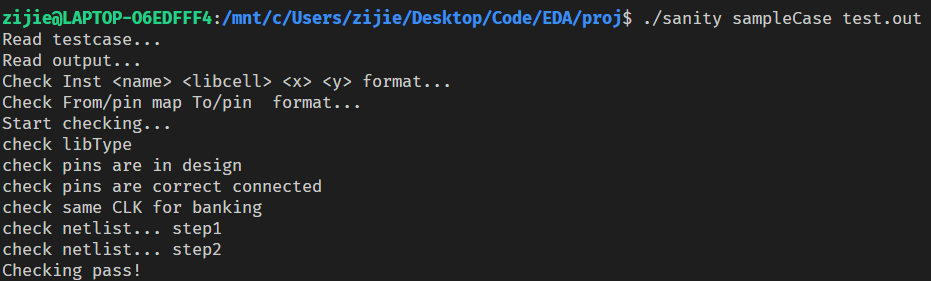 zijie@LAPTOP-O6EDFFF4:/mnt/c/Users/zijie/Desktop/Code/EDA/proj$ ./sanity sampleCase test.out
Read testcase...
Read output...
Check Inst <name> <libcell> <x> <y> format...
Check From/pin map To/pin  format...
Start checking...
check libType
check pins are in design
check pins are correct connected
check same CLK for banking
check netlist... step1
check netlist... step2
Checking pass!